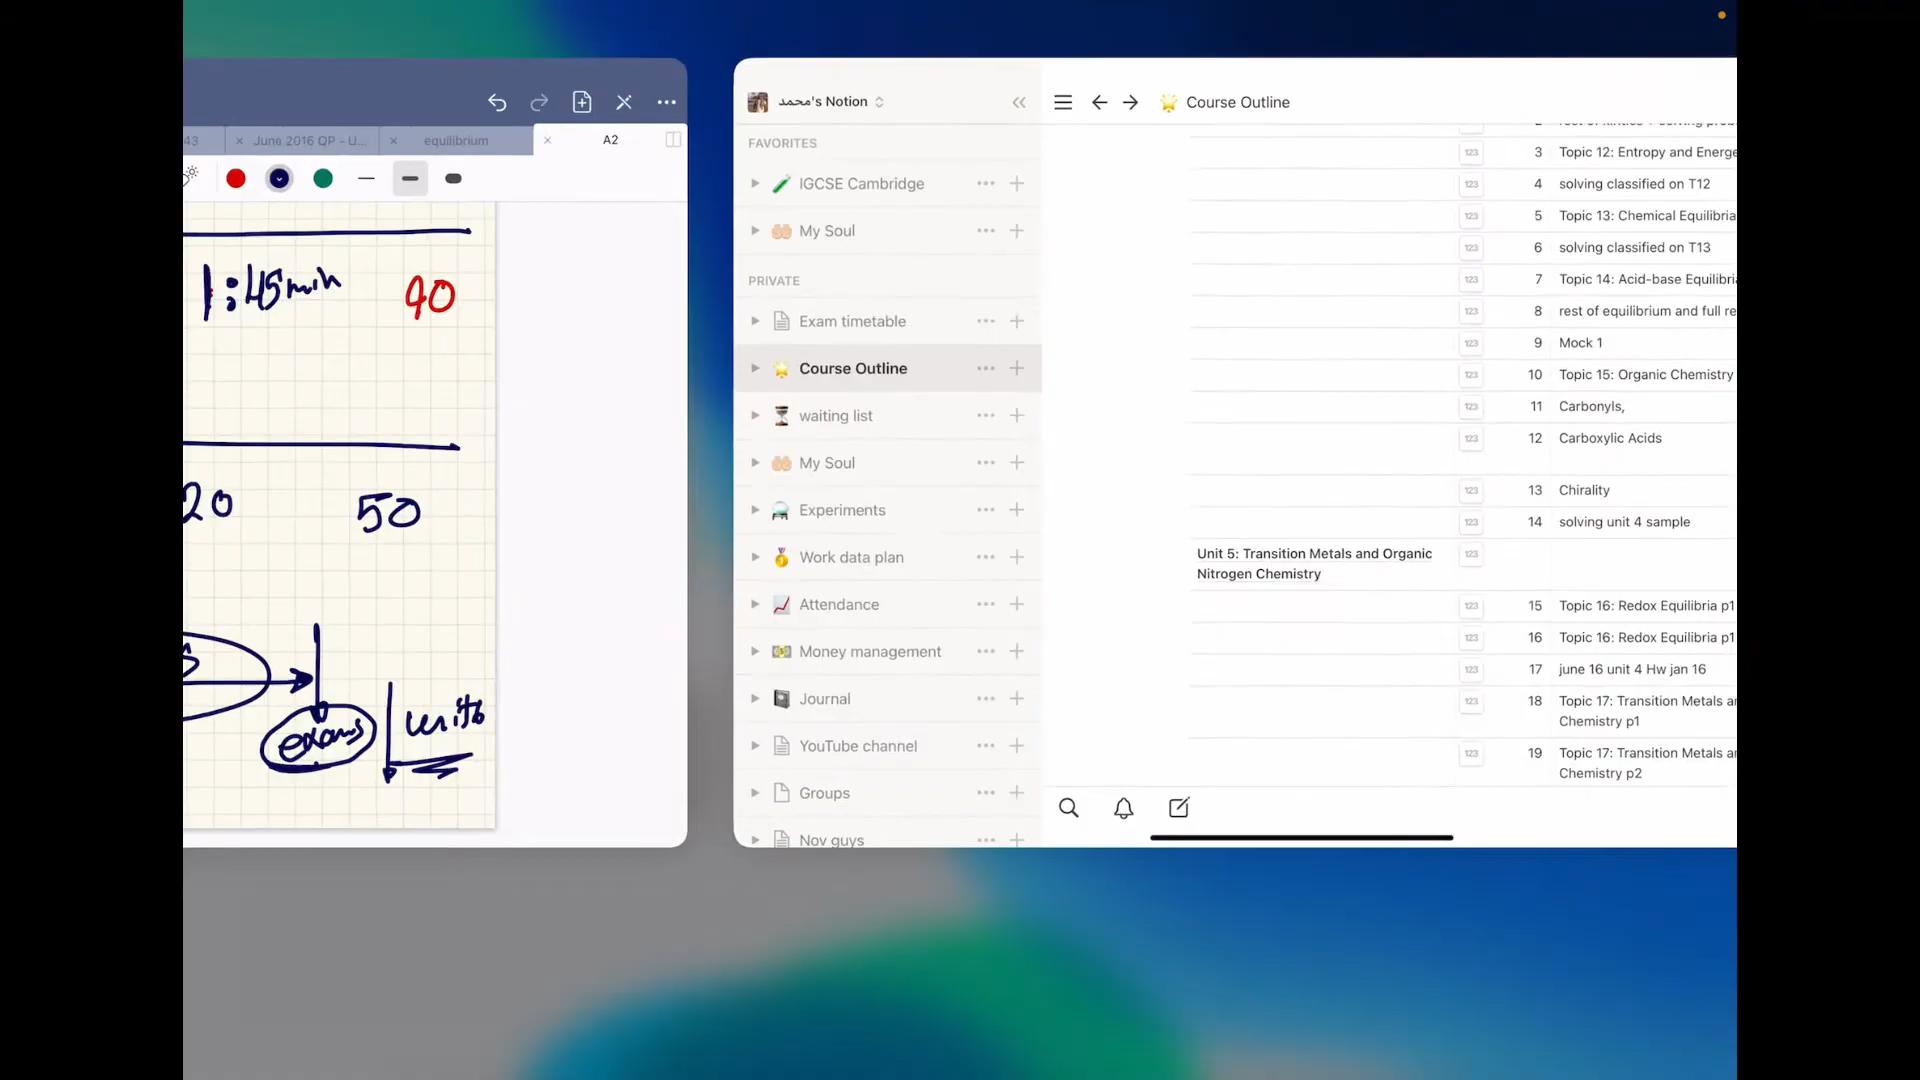 43
June 2016 QP - U...
equilibrium
A2
1:45 min
90
20
50
exams
units
محمد's Notion
FAVORITES
IGCSE Cambridge
My Soul
PRIVATE
Exam timetable
Course Outline
waiting list
My Soul
Experiments
Work data plan
Attendance
Money management
Journal
YouTube channel
Groups
Nov guys
Course Outline
3 Topic 12: Entropy and Energe
4 solving classified on T12
5 Topic 13: Chemical Equilibria
6 solving classified on T13
7 Topic 14: Acid-base Equilibri
8 rest of equilibrium and full re
9 Mock 1
10 Topic 15: Organic Chemistry
11 Carbonyls,
12 Carboxylic Acids
13 Chirality
14 solving unit 4 sample
Unit 5: Transition Metals and Organic
Nitrogen Chemistry
15 Topic 16: Redox Equilibria p1
16 Topic 16: Redox Equilibria p1
17 june 16 unit 4 Hw jan 16
18 Topic 17: Transition Metals an
Chemistry p1
19 Topic 17: Transition Metals an
Chemistry p2